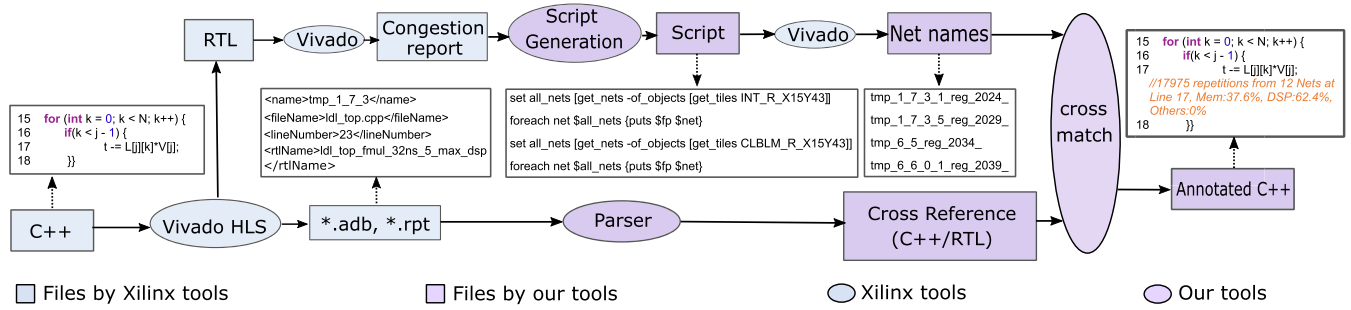 RTL
Vivado
Congestion
report
Script
Generation
Script
Vivado
Net names
15 for (int k = 0; k < N; k++) {
16 if(k < j - 1) {
17 t -= L[j][k]*V[j];
18 }}
<name>tmp_1_7_3</name>
<fileName>ldl_top.cpp</fileName>
<lineNumber>23</lineNumber>
<rtlName>ldl_top_fmul_32ns_5_max_dsp
</rtlName>
set all_nets [get_nets -of_objects [get_tiles INT_R_X15Y43]]
foreach net $all_nets {puts $fp $net}
set all_nets [get_nets -of_objects [get_tiles CLBLM_R_X15Y43]]
foreach net $all_nets {puts $fp $net}
tmp_1_7_3_1_reg_2024_
tmp_1_7_3_5_reg_2029_
tmp_6_5_reg_2034_
tmp_6_6_0_1_reg_2039_
cross
match
15 for (int k = 0; k < N; k++) {
16 if(k < j - 1) {
17 t -= L[j][k]*V[j];
//17975 repetitions from 12 Nets at
Line 17, Mem:37.6%, DSP:62.4%,
Others:0%
18 }}
C++
Vivado HLS
*.adb, *.rpt
Parser
Cross Reference
(C++/RTL)
Annotated C++
Files by Xilinx tools
Files by our tools
Xilinx tools
Our tools